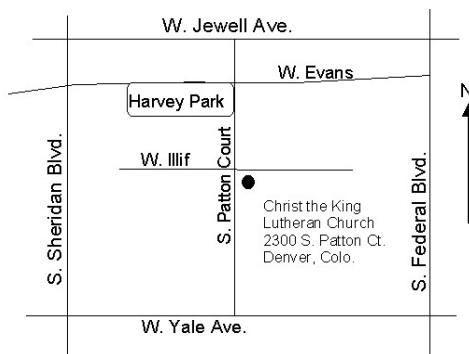 W. Jewell Ave.
W. Evans
N
Harvey Park
W. Illif
S. Sheridan Blvd.
S. Patton Court
S. Federal Blvd.
Christ the King
Lutheran Church
2300 S. Patton Ct.
Denver, Colo.
W. Yale Ave.